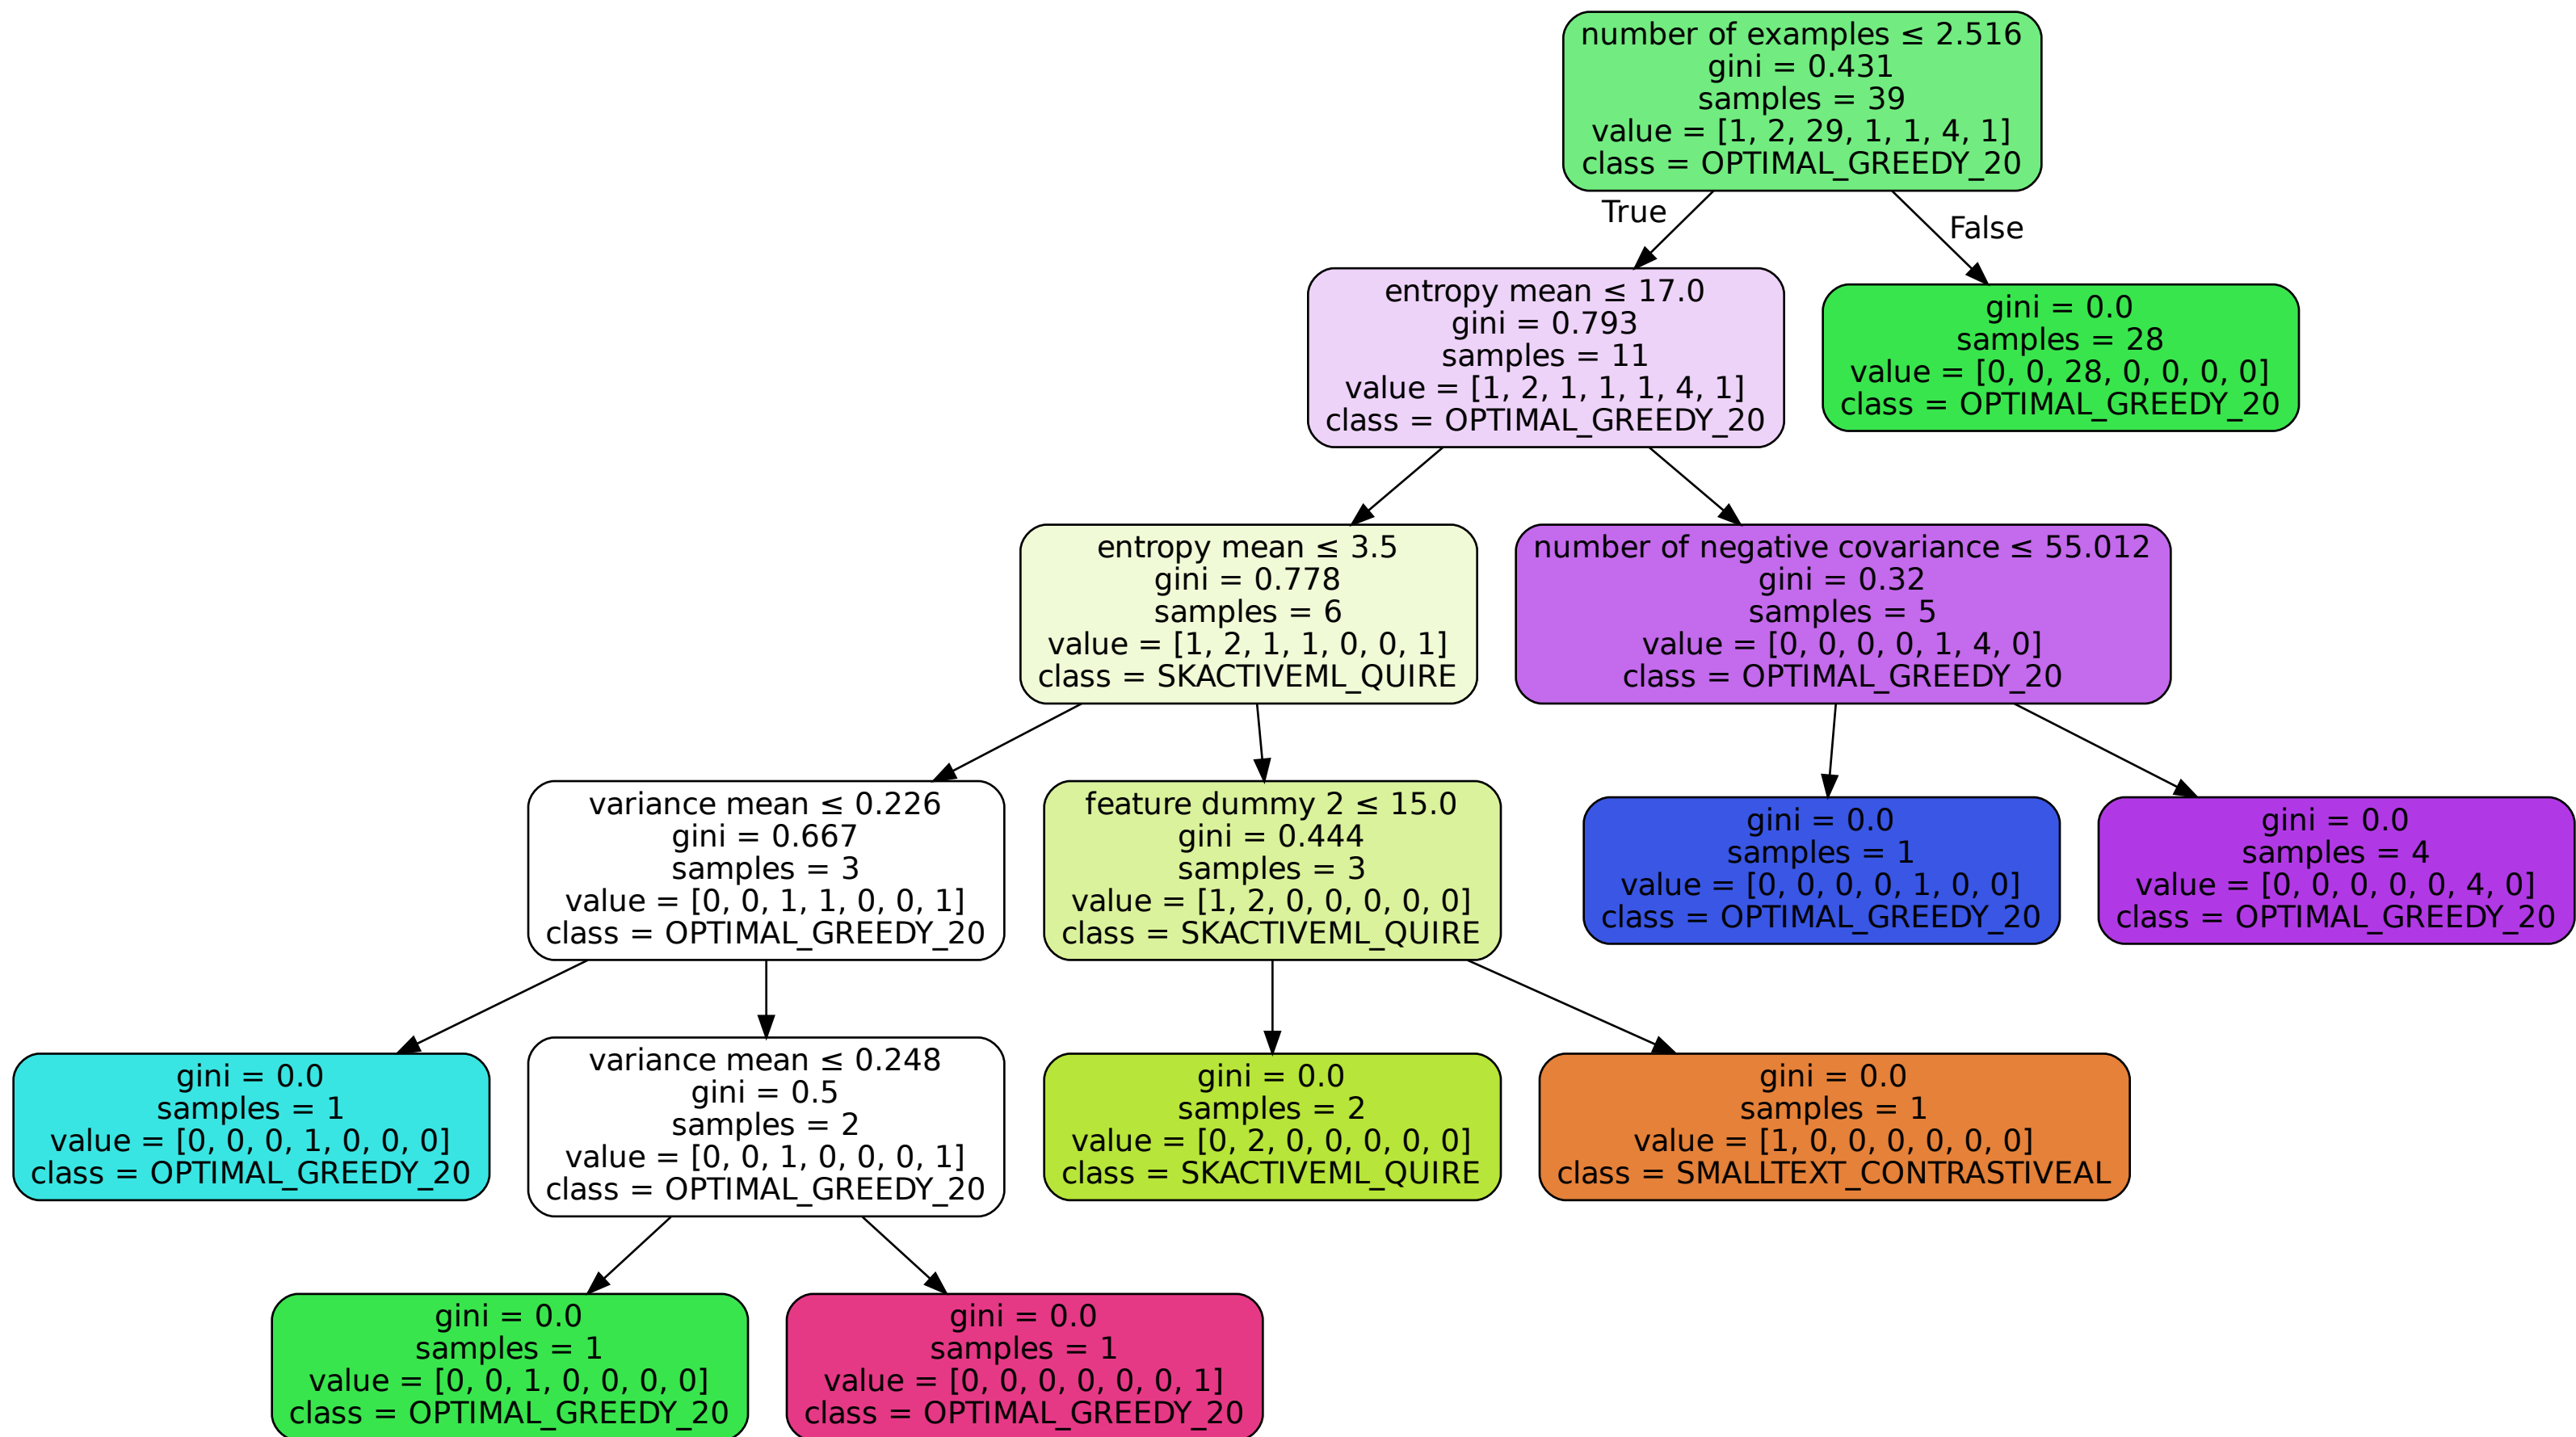 number of examples ≤ 2.516
gini = 0.431
samples = 39
value = [1, 2, 29, 1, 1, 4, 1]
class = OPTIMAL_GREEDY_20
True
False
entropy mean ≤ 17.0
gini = 0.793
samples = 11
value = [1, 2, 1, 1, 1, 4, 1]
class = OPTIMAL_GREEDY_20
gini = 0.0
samples = 28
value = [0, 0, 28, 0, 0, 0, 0]
class = OPTIMAL_GREEDY_20
entropy mean ≤ 3.5
gini = 0.778
samples = 6
value = [1, 2, 1, 1, 0, 0, 1]
class = SKACTIVEML_QUIRE
number of negative covariance ≤ 55.012
gini = 0.32
samples = 5
value = [0, 0, 0, 0, 1, 4, 0]
class = OPTIMAL_GREEDY_20
variance mean ≤ 0.226
gini = 0.667
samples = 3
value = [0, 0, 1, 1, 0, 0, 1]
class = OPTIMAL_GREEDY_20
feature dummy 2 ≤ 15.0
gini = 0.444
samples = 3
value = [1, 2, 0, 0, 0, 0, 0]
class = SKACTIVEML_QUIRE
gini = 0.0
samples = 1
value = [0, 0, 0, 0, 1, 0, 0]
class = OPTIMAL_GREEDY_20
gini = 0.0
samples = 4
value = [0, 0, 0, 0, 0, 4, 0]
class = OPTIMAL_GREEDY_20
gini = 0.0
samples = 1
value = [0, 0, 0, 1, 0, 0, 0]
class = OPTIMAL_GREEDY_20
variance mean ≤ 0.248
gini = 0.5
samples = 2
value = [0, 0, 1, 0, 0, 0, 1]
class = OPTIMAL_GREEDY_20
gini = 0.0
samples = 2
value = [0, 2, 0, 0, 0, 0, 0]
class = SKACTIVEML_QUIRE
gini = 0.0
samples = 1
value = [1, 0, 0, 0, 0, 0, 0]
class = SMALLTEXT_CONTRASTIVEAL
gini = 0.0
samples = 1
value = [0, 0, 1, 0, 0, 0, 0]
class = OPTIMAL_GREEDY_20
gini = 0.0
samples = 1
value = [0, 0, 0, 0, 0, 0, 1]
class = OPTIMAL_GREEDY_20